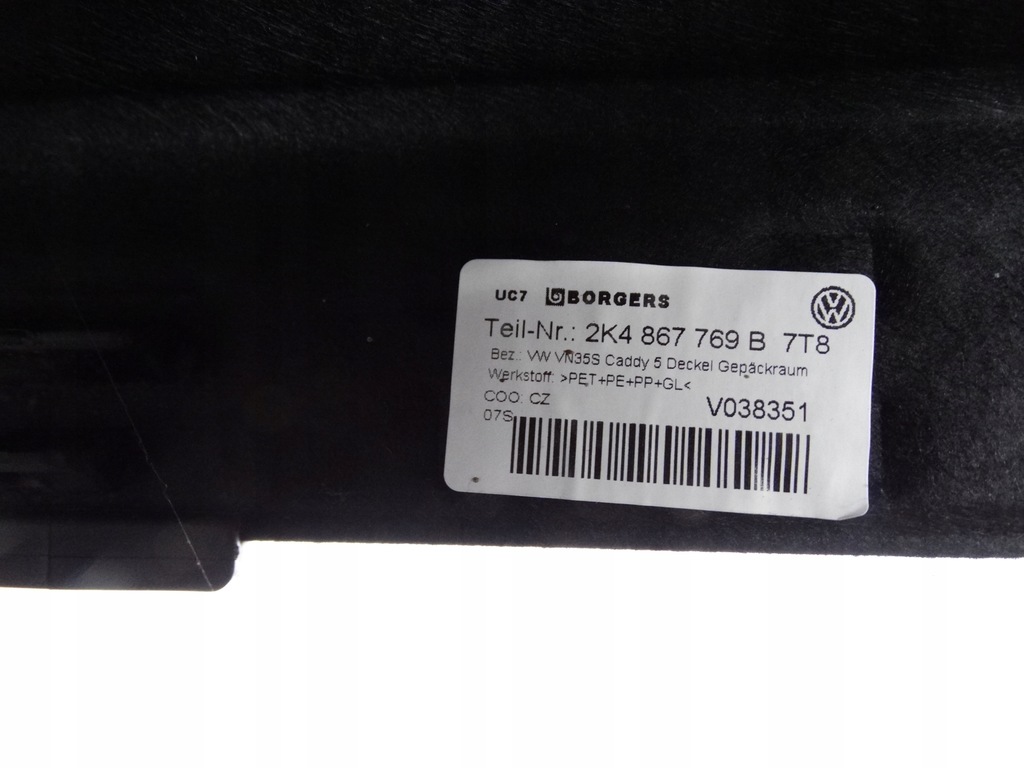 UC7 BORGERS
Teil-Nr.: 2K4 867 769 B 7T8
Bez.: VW VN35S Caddy 5 Deckel Gepäckraum
Werkstoff: >PET+PE+PP+GL<
COO: CZ
V038351
07S